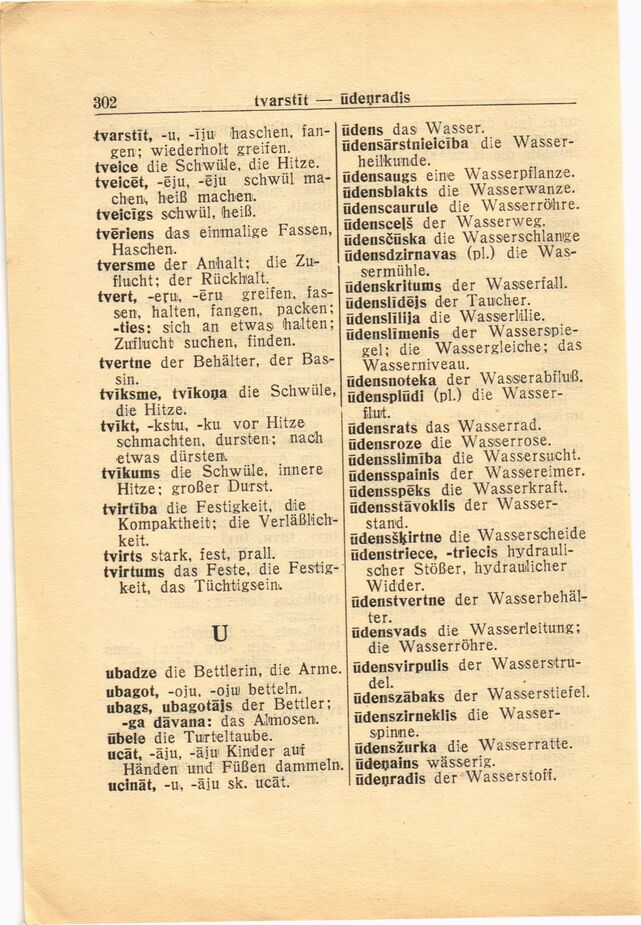 302
tvarstīt — ūdeņradis
tvarstīt, -u, -īju haschen, fan-
gen; wiederholt greifen.
tveice die Schwüle, die Hitze.
tveicēt, -ēju, -ēju schwül ma-
chen, heiß machen.
tveicīgs schwül, heiß.
tvēriens das einmalige Fassen,
Haschen.
tversme der Anhalt; die Zu-
flucht; der Rückhalt.
tvert, -eŗu, -ēru greifen, fas-
sen, halten, fangen, packen;
-ties: sich an etwas halten;
Zuflucht suchen, finden.
tvertne der Behälter, der Bas-
sin.
tvīksme, tvīkoņa die Schwüle,
die Hitze.
tvīkt, -kstu, -ku vor Hitze
schmachten, dursten; nach
etwas dürsten.
tvīkums die Schwüle, innere
Hitze; großer Durst.
tvirtība die Festigkeit, die
Kompaktheit; die Verläßlich-
keit.
tvirts stark, fest, prall.
tvirtums das Feste, die Festig-
keit, das Tüchtigsein.
U
ubadze die Bettlerin, die Arme.
ubagot, -oju, -oju betteln.
ubags, ubagotājs der Bettler;
-ga dāvana: das Almosen.
ūbele die Turteltaube.
ucāt, -āju, -āju Kinder auf
Händen und Füßen dammeln.
ucināt, -u, -āju sk. ucāt.
ūdens das Wasser.
ūdensārstnieicība die Wasser-
heilkunde.
ūdensaugs eine Wasserpflanze.
ūdensblakts die Wasserwanze.
ūdenscaurule die Wasserröhre.
ūdensceļš der Wasserweg.
ūdensčūska die Wasserschlange
ūdensdzirnavas (pl.) die Was-
sermühle.
ūdenskritums der Wasserfall.
ūdenslīdējs der Taucher.
ūdenslīlija die Wasserlilie.
ūdenslīmenis der Wasserspie-
gel; die Wassergleiche; das
Wasserniveau.
ūdensnoteka der Wasserabfluß.
ūdensplūdi (pl.) die Wasser-
flut.
ūdensrats das Wasserrad.
ūdensroze die Wasserrose.
ūdensslimība die Wassersucht.
ūdensspainis der Wassereimer.
ūdensspēks die Wasserkraft.
ūdensstāvoklis der Wasser-
stand.
ūdensšķirtne die Wasserscheide
ūdenstriece, -triecis hydrauli-
scher Stößer, hydraulicher
Widder.
ūdenstvertne der Wasserbehäl-
ter.
ūdensvads die Wasserleitung;
die Wasserröhre.
ūdensvirpulis der Wasserstru-
del.
ūdenszābaks der Wasserstiefel.
ūdenszirneklis die Wasser-
spinne.
ūdensžurka die Wasserratte.
ūdeņains wässerig.
ūdeņradis der Wasserstoff.